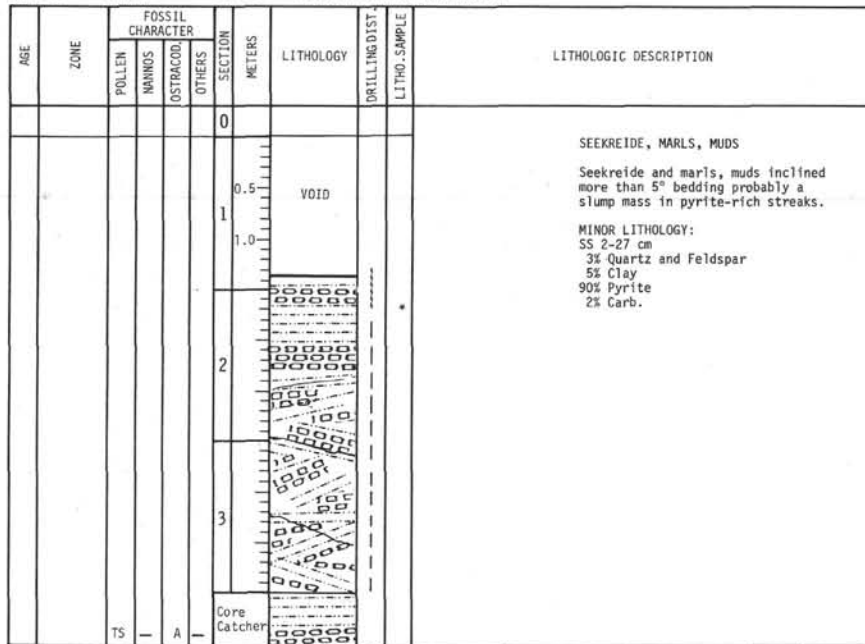 AGE
ZONE
FOSSIL
CHARACTER
POLLEN
NANNOS
OSTRACOD.
OTHERS
SECTION
METERS
LITHOLOGY
DRILLING DIST.
LITHO. SAMPLE
LITHOLOGIC DESCRIPTION
0
1
0.5
1.0
VOID
2
*
3
Core
Catcher
TS — A —
SEEKREIDE, MARLS, MUDS
Seekreide and marls, muds inclined
more than 5° bedding probably a
slump mass in pyrite-rich streaks.
MINOR LITHOLOGY:
SS 2-27 cm
3% Quartz and Feldspar
5% Clay
90% Pyrite
2% Carb.